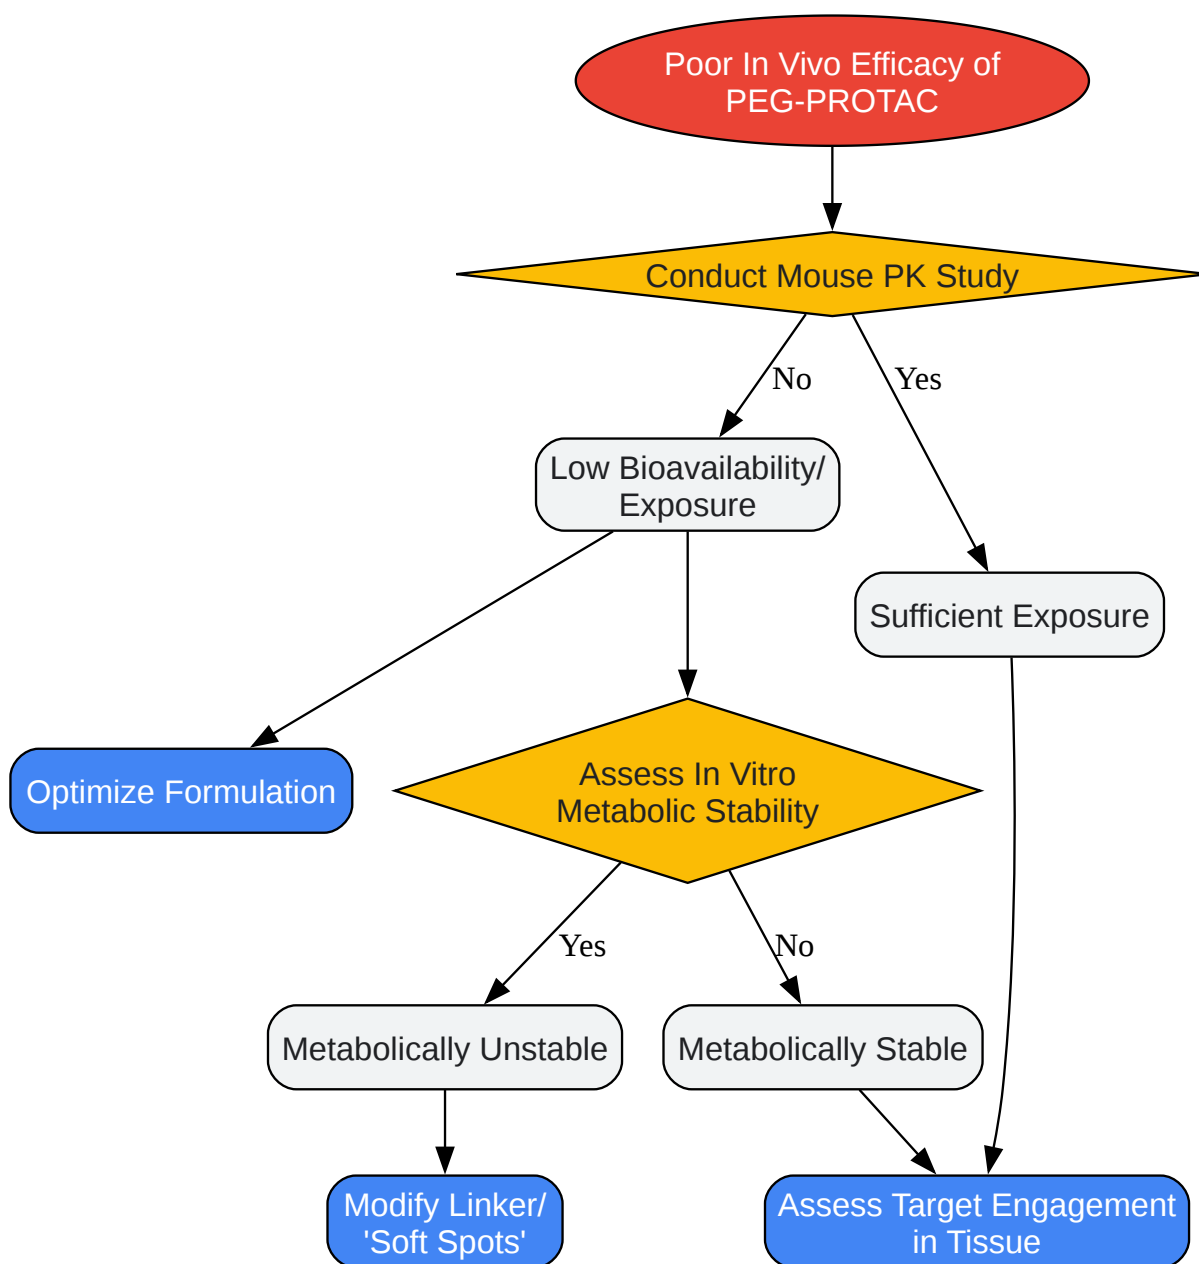 Poor In Vivo Efficacy of
PEG-PROTAC
Conduct Mouse PK Study
No
Yes
Low Bioavailability/
Exposure
Sufficient Exposure
Optimize Formulation
Assess In Vitro
Metabolic Stability
Yes
No
Metabolically Unstable
Metabolically Stable
Modify Linker/
'Soft Spots'
Assess Target Engagement
in Tissue